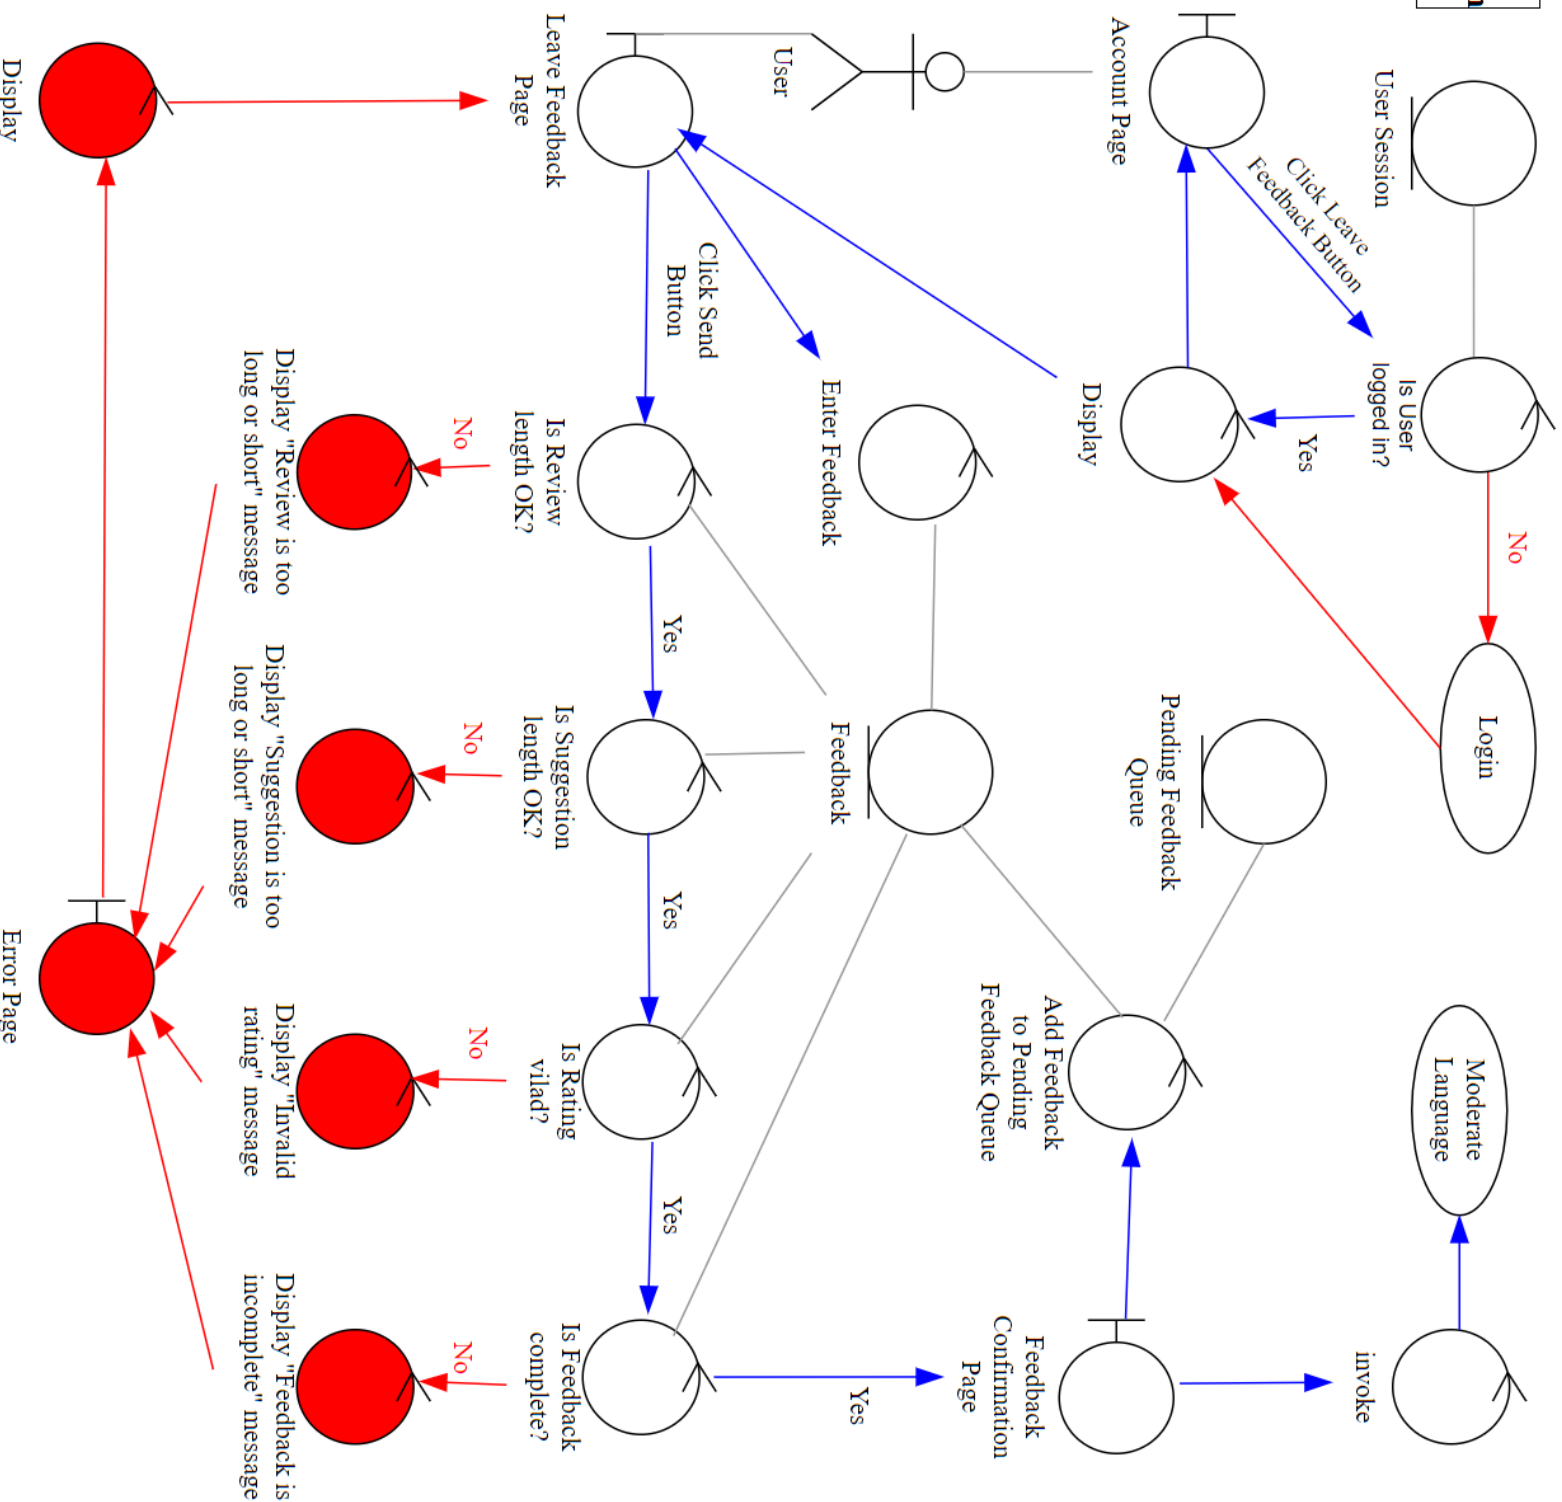 User Session
Account Page
Click Leave
Feedback Button
Is User
logged in?
No
Login
Yes
Display
User
Leave Feedback
Page
Click Send
Button
Enter Feedback
Feedback
Pending Feedback
Queue
Add Feedback
to Pending
Feedback Queue
Moderate
Language
invoke
Feedback
Confirmation
Page
Is Review
length OK?
Yes
Is Suggestion
length OK?
Yes
Is Rating
vilad?
Yes
Is Feedback
complete?
Yes
No
No
No
No
Display "Review is too
long or short" message
Display "Suggestion is too
long or short" message
Display "Invalid
rating" message
Display "Feedback is
incomplete" message
Display
Error Page